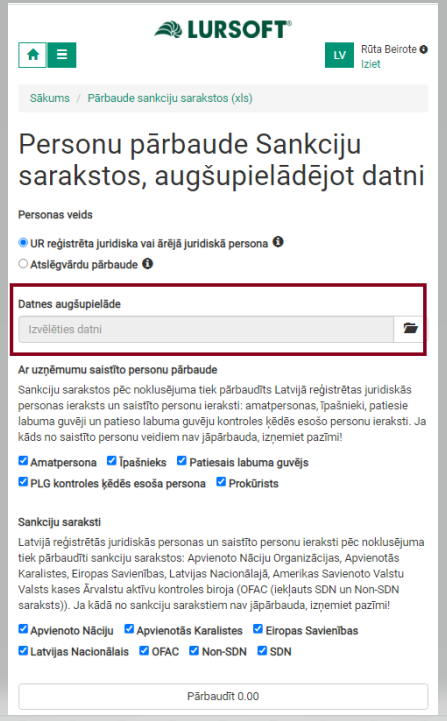 LURSOFT®
LV
Rūta Beirote
Iziet
Sākums / Pārbaude sankciju sarakstos (xls)
Personu pārbaude Sankciju
sarakstos, augšupielādējot datni
Personas veids
UR reģistrēta juridiska vai ārējā juridiskā persona
Atslēgvārdu pārbaude
Datnes augšupielāde
Izvēlēties datni
Ar uzņēmumu saistīto personu pārbaude
Sankciju sarakstos pēc noklusējuma tiek pārbaudīts Latvijā reģistrētas juridiskās
personas ieraksts un saistīto personu ieraksti: amatpersonas, īpašnieki, patiesie
labuma guvēji un patieso labuma guvēju kontroles ķēdēs esošo personu ieraksti. Ja
kāds no saistīto personu veidiem nav jāpārbauda, izņemiet pazīmi!
Amatpersona Īpašnieks Patiesais labuma guvējs
PLG kontroles ķēdēs esoša persona Prokūrists
Sankciju saraksti
Latvijā reģistrētās juridiskās personas un saistīto personu ieraksti pēc noklusējuma
tiek pārbaudīti sankciju sarakstos: Apvienoto Nāciju Organizācijas, Apvienotās
Karalistes, Eiropas Savienības, Latvijas Nacionālajā, Amerikas Savienoto Valstu
Valsts kases Ārvalstu aktīvu kontroles biroja (OFAC (iekļauts SDN un Non-SDN
saraksts)). Ja kādā no sankciju sarakstiem nav jāpārbauda, izņemiet pazīmi!
Apvienoto Nāciju Apvienotās Karalistes Eiropas Savienības
Latvijas Nacionālais OFAC Non-SDN SDN
Pārbaudīt 0.00